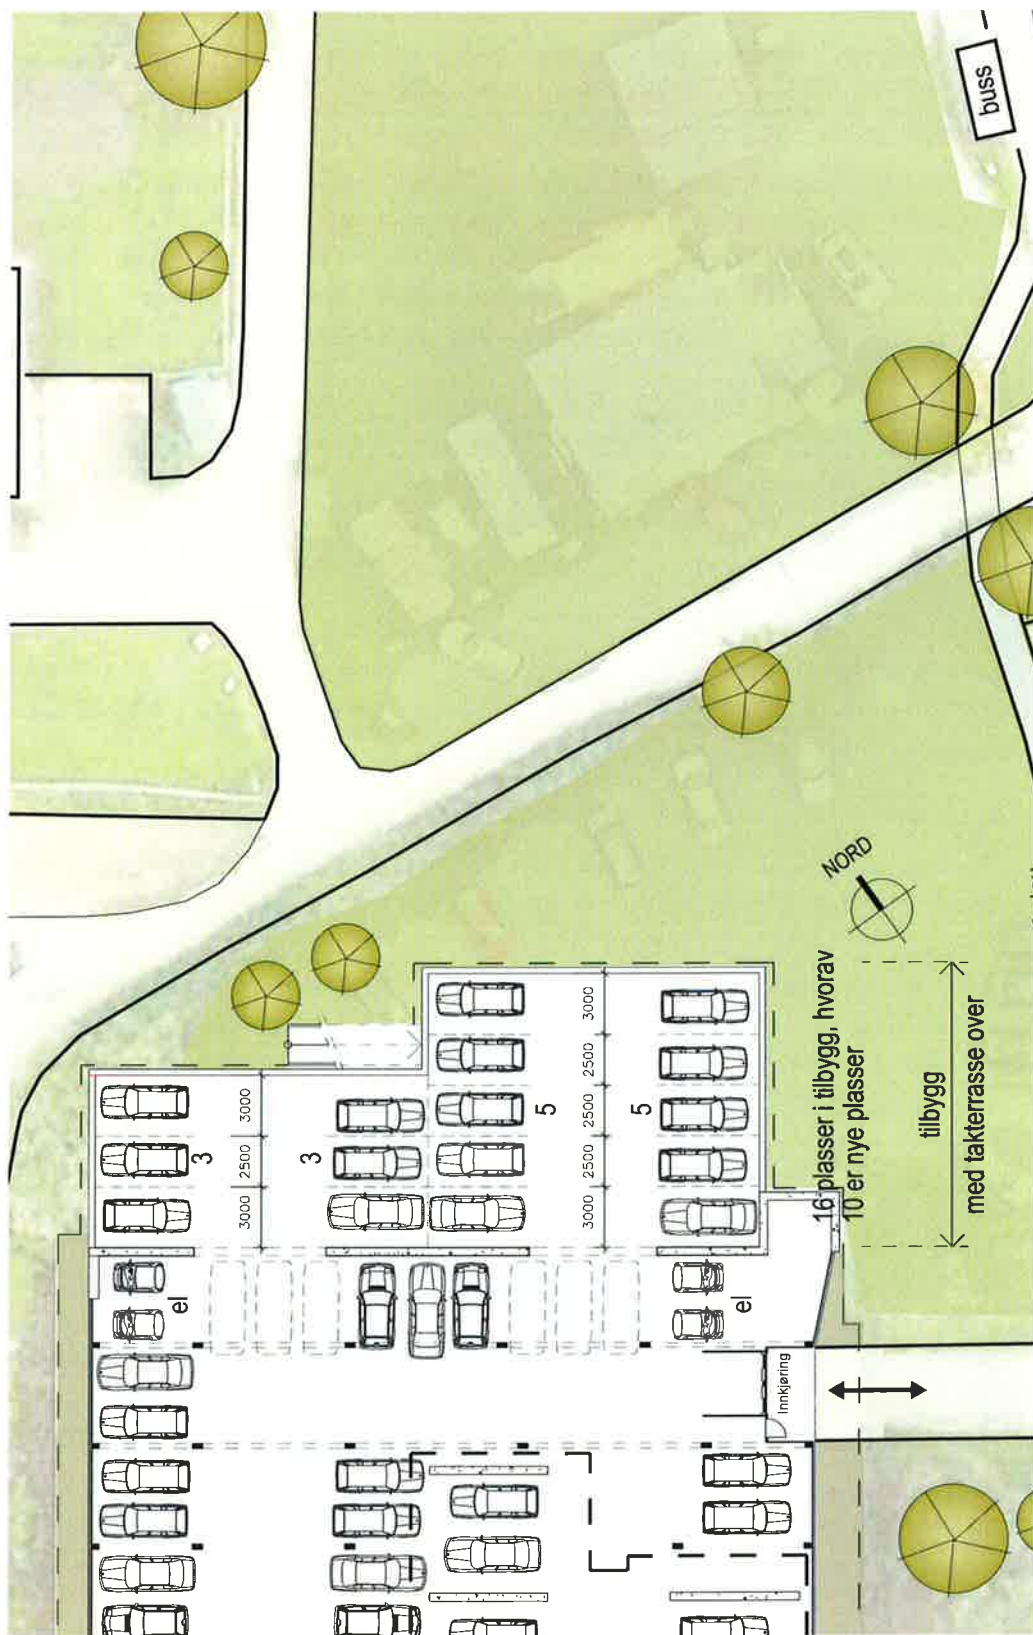 buss
NORD
16 plasser i tilbygg, hvorav
10 er nye plasser
tilbygg
med takterrasse over
3
3
5
5
3000
2500
3000
3000
2500
2500
2500
3000
el
el
Innkjøring